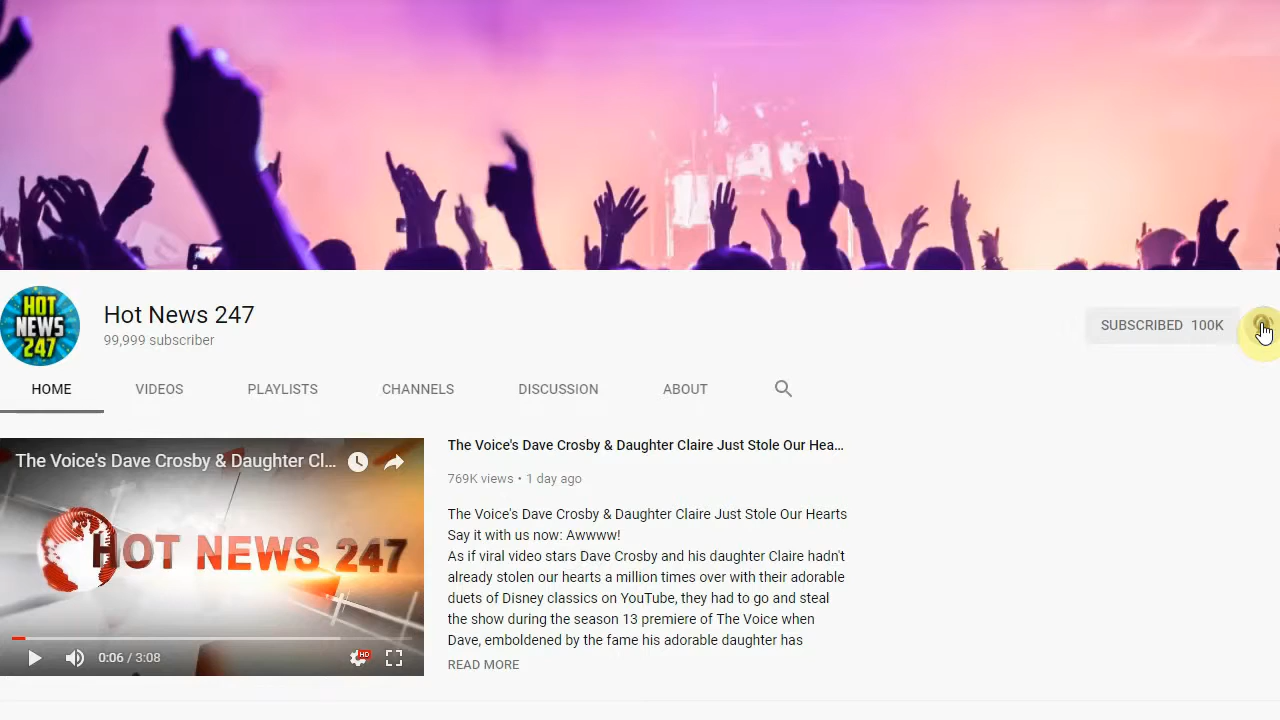 HOT
NEWS
247
Hot News 247
99,999 subscriber
SUBSCRIBED 100K
HOME VIDEOS PLAYLISTS CHANNELS DISCUSSION ABOUT
The Voice's Dave Crosby & Daughter Cl...
HOT NEWS 247
0:06 / 3:08
HD
The Voice's Dave Crosby & Daughter Claire Just Stole Our Hea...
769K views • 1 day ago
The Voice's Dave Crosby & Daughter Claire Just Stole Our Hearts
Say it with us now: Awwww!
As if viral video stars Dave Crosby and his daughter Claire hadn't
already stolen our hearts a million times over with their adorable
duets of Disney classics on YouTube, they had to go and steal
the show during the season 13 premiere of The Voice when
Dave, emboldened by the fame his adorable daughter has
READ MORE